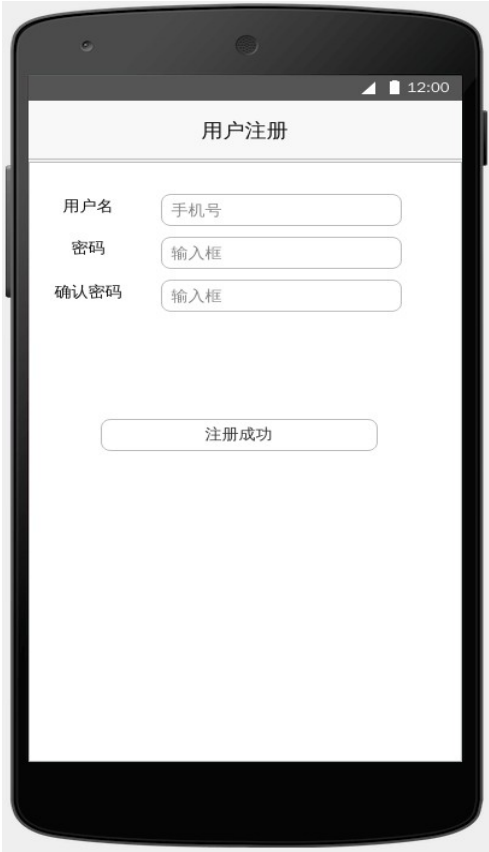 12:00
用户注册
用户名 手机号
密码 输入框
确认密码 输入框
注册成功